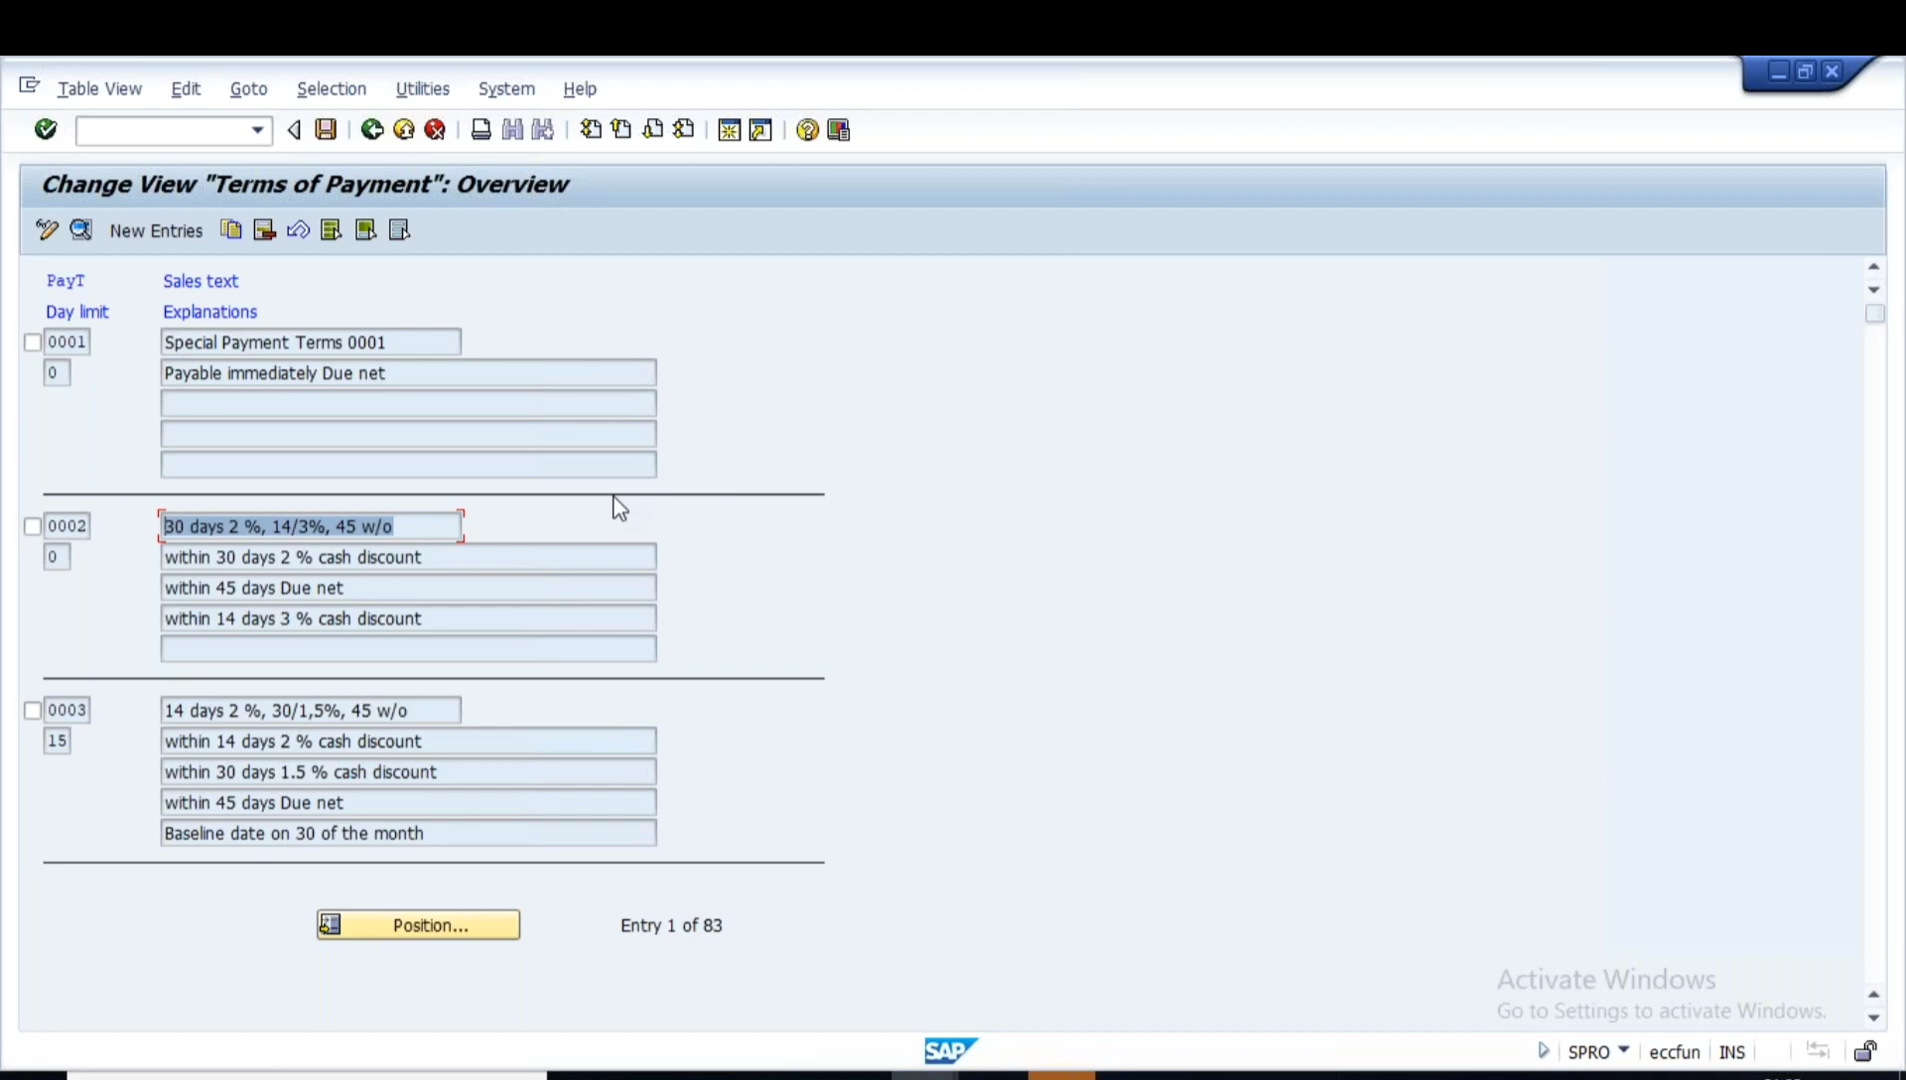 Table View Edit Goto Selection Utilities System Help
Change View "Terms of Payment": Overview
New Entries
PayT Sales text
Day limit Explanations
0001 Special Payment Terms 0001
0 Payable immediately Due net
0002 30 days 2 %, 14/3%, 45 w/o
0 within 30 days 2 % cash discount
within 45 days Due net
within 14 days 3 % cash discount
0003 14 days 2 %, 30/1,5%, 45 w/o
15 within 14 days 2 % cash discount
within 30 days 1.5 % cash discount
within 45 days Due net
Baseline date on 30 of the month
Position... Entry 1 of 83
Activate Windows
Go to Settings to activate Windows.
SAP SPRO eccfun INS